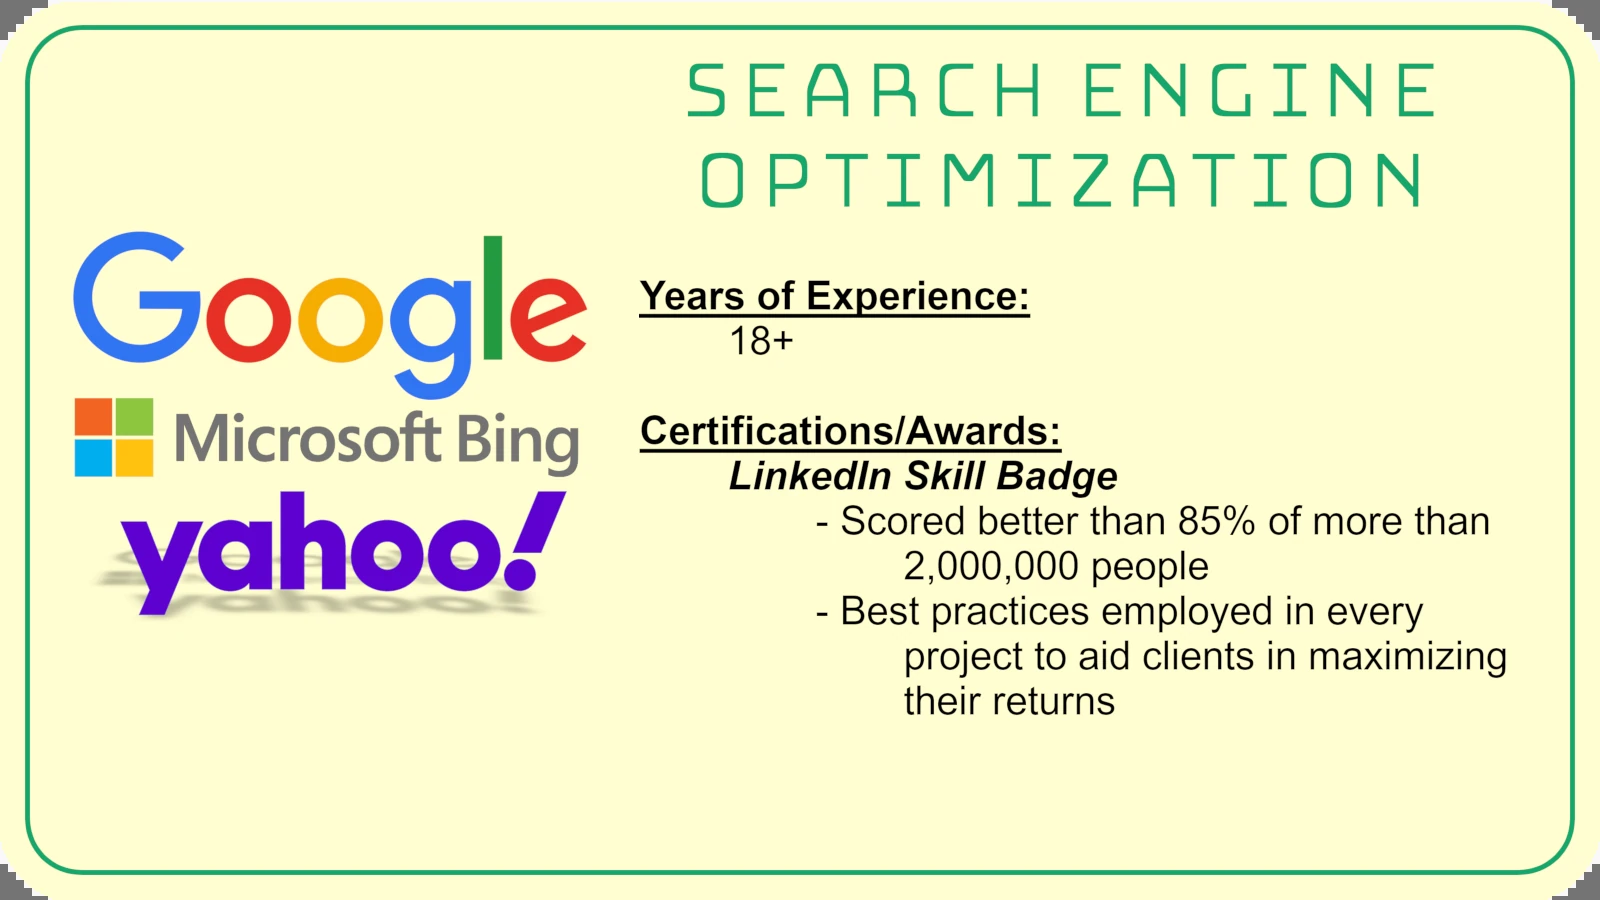 SEARCH ENGINE
OPTIMIZATION
Google
Microsoft Bing
yahoo!
Years of Experience:
18+
Certifications/Awards:
LinkedIn Skill Badge
- Scored better than 85% of more than
2,000,000 people
- Best practices employed in every
project to aid clients in maximizing
their returns